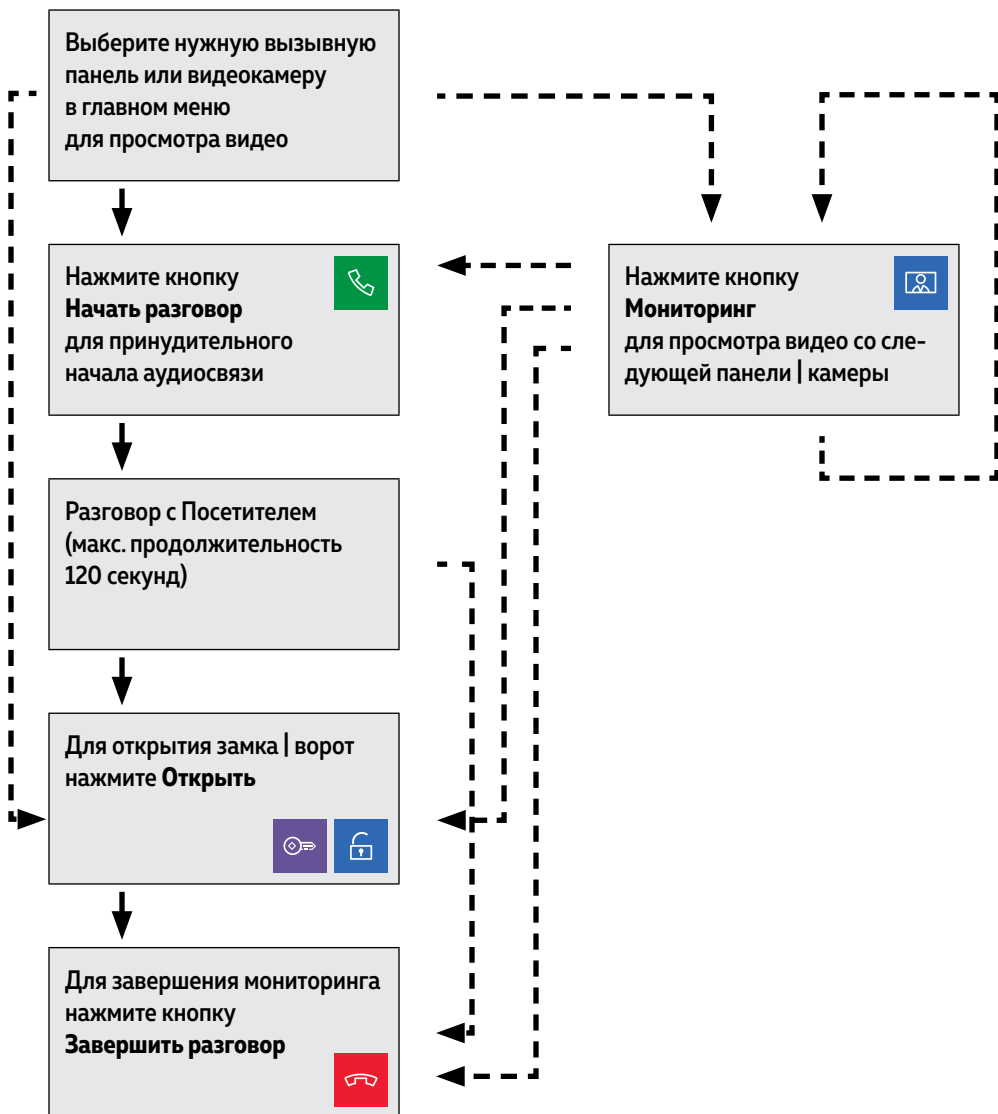 Выберите нужную вызывную
панель или видеокамеру
в главном меню
для просмотра видео
Нажмите кнопку
Начать разговор
для принудительного
начала аудиосвязи
Нажмите кнопку
Мониторинг
для просмотра видео со сле-
дующей панели | камеры
Разговор с Посетителем
(макс. продолжительность
120 секунд)
Для открытия замка | ворот
нажмите Открыть
Для завершения мониторинга
нажмите кнопку
Завершить разговор